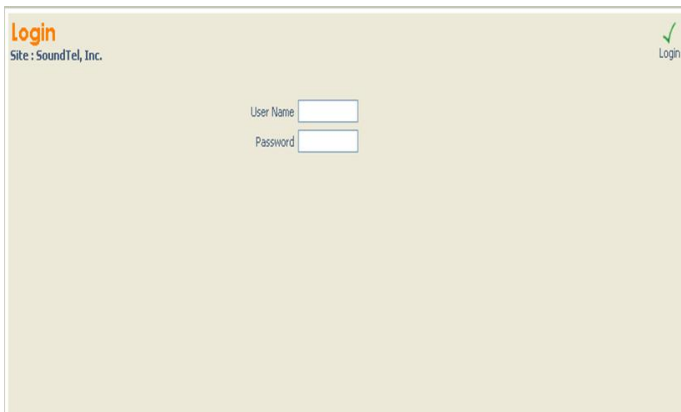 Login
Site : SoundTel, Inc.
Login
User Name
Password